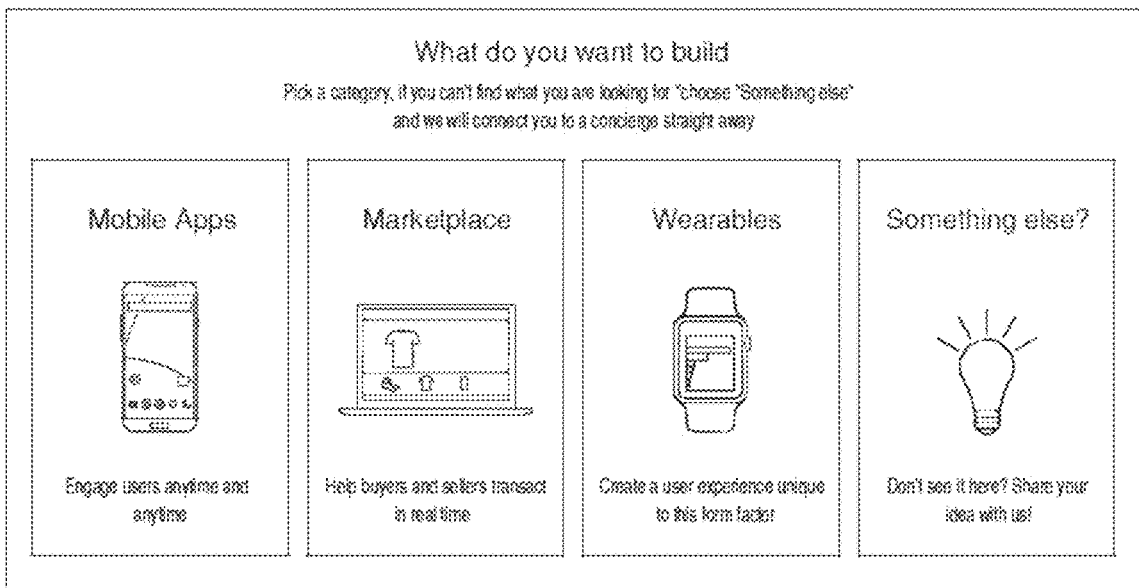 What do you want to build
Pick a category, if you can't find what you are looking for "choose "Something else"
and we will connect you to a concierge straight away
Mobile Apps
Marketplace
Wearables
Something else?
Engage users anytime and
anytime
Help buyers and sellers transact
in real time
Create a user experience unique
to this form factor
Don't see it here? Share your
idea with us!